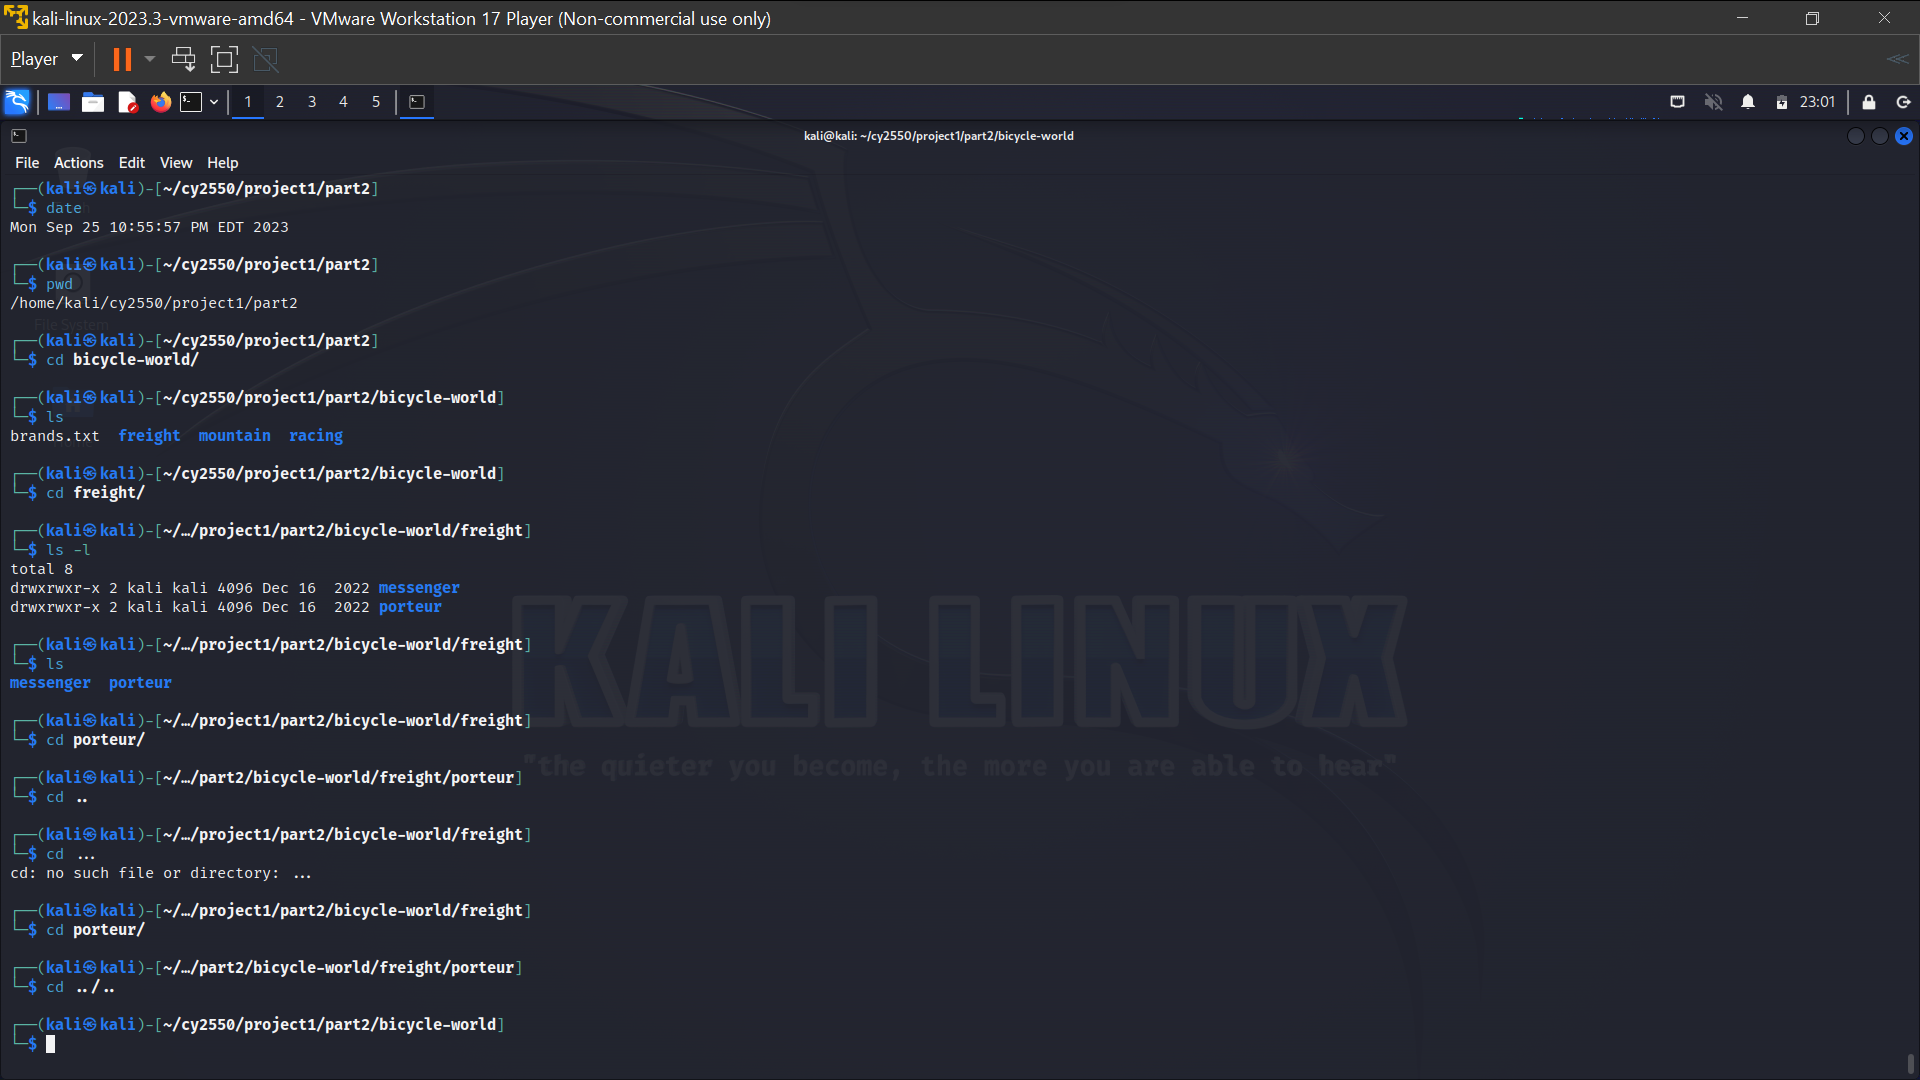 kali-linux-2023.3-vmware-amd64 - VMware Workstation 17 Player (Non-commercial use only)
Player
1 2 3 4 5
23:01
kali@kali: ~/cy2550/project1/part2/bicycle-world
File Actions Edit View Help
┌──(kali㉿kali)-[~/cy2550/project1/part2]
└─$ date
Mon Sep 25 10:55:57 PM EDT 2023
┌──(kali㉿kali)-[~/cy2550/project1/part2]
└─$ pwd
/home/kali/cy2550/project1/part2
File System
┌──(kali㉿kali)-[~/cy2550/project1/part2]
└─$ cd bicycle-world/
┌──(kali㉿kali)-[~/cy2550/project1/part2/bicycle-world]
└─$ ls
brands.txt freight mountain racing
┌──(kali㉿kali)-[~/cy2550/project1/part2/bicycle-world]
└─$ cd freight/
┌──(kali㉿kali)-[~/…/project1/part2/bicycle-world/freight]
└─$ ls -l
total 8
drwxrwxr-x 2 kali kali 4096 Dec 16  2022 messenger
drwxrwxr-x 2 kali kali 4096 Dec 16  2022 porteur
┌──(kali㉿kali)-[~/…/project1/part2/bicycle-world/freight]
└─$ ls
messenger porteur
┌──(kali㉿kali)-[~/…/project1/part2/bicycle-world/freight]
└─$ cd porteur/
┌──(kali㉿kali)-[~/…/part2/bicycle-world/freight/porteur]
└─$ cd ..
┌──(kali㉿kali)-[~/…/project1/part2/bicycle-world/freight]
└─$ cd ...
cd: no such file or directory: ...
┌──(kali㉿kali)-[~/…/project1/part2/bicycle-world/freight]
└─$ cd porteur/
┌──(kali㉿kali)-[~/…/part2/bicycle-world/freight/porteur]
└─$ cd ../..
┌──(kali㉿kali)-[~/cy2550/project1/part2/bicycle-world]
└─$
KALI LINUX
"the quieter you become, the more you are able to hear"